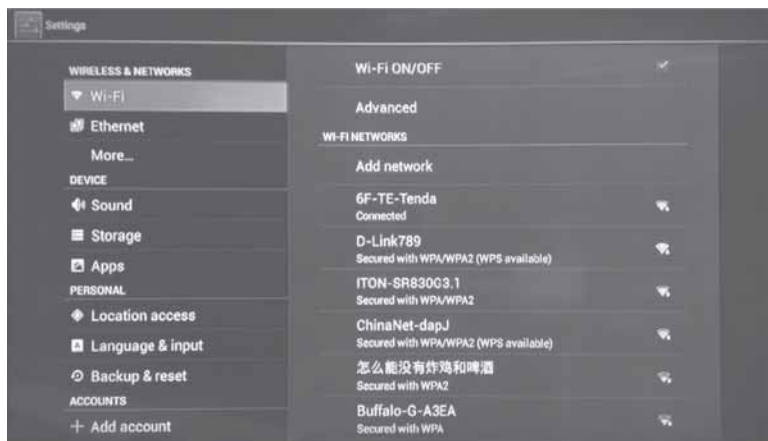 Settings
WIRELESS & NETWORKS
Wi-Fi
Ethernet
More...
DEVICE
Sound
Storage
Apps
PERSONAL
Location access
Language & input
Backup & reset
ACCOUNTS
Add account
Wi-Fi ON/OFF
Advanced
WI-FI NETWORKS
Add network
6F-TE-Tenda
Connected
D-Link789
Secured with WPA/WPA2 (WPS available)
ITON-SR830G3.1
Secured with WPA/WPA2
ChinaNet-dapJ
Secured with WPA/WPA2 (WPS available)
怎么能没有炸鸡和啤酒
Secured with WPA2
Buffalo-G-A3EA
Secured with WPA